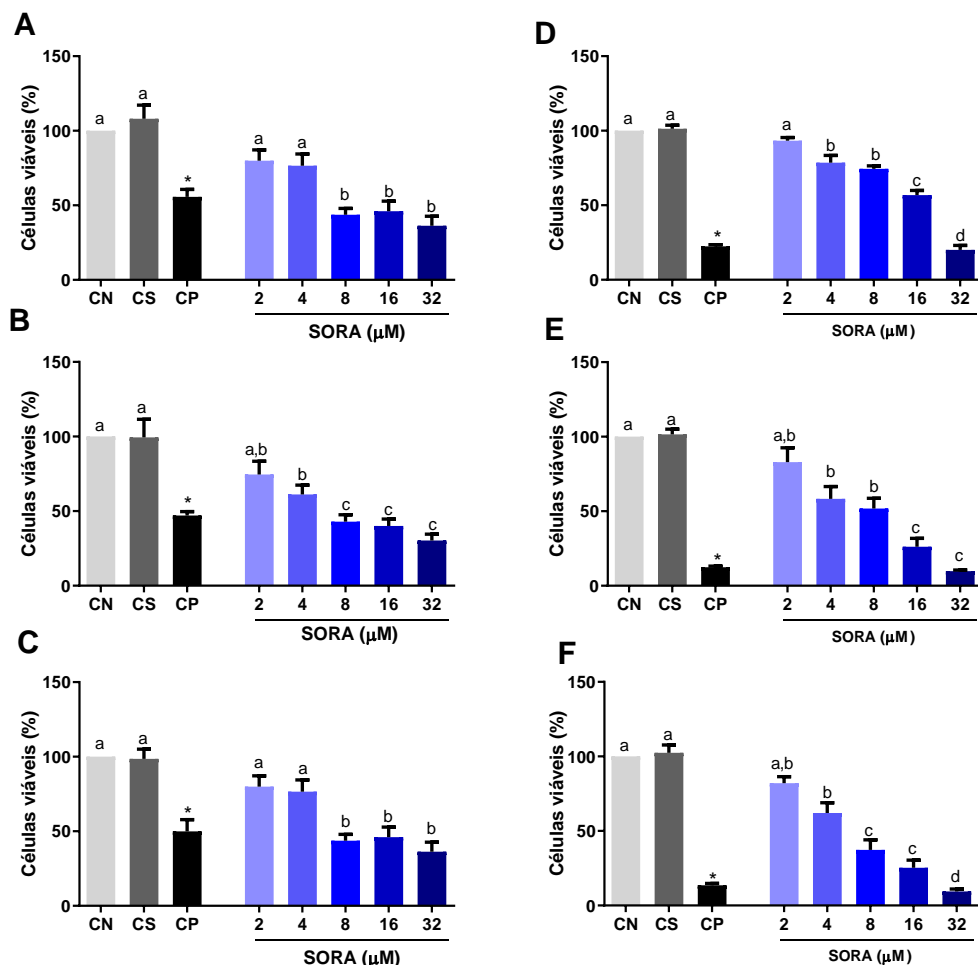 A
Células viáveis (%)
150
100
50
0
a
a
*
a
a
b
b
b
CN CS CP 2 4 8 16 32
SORA (μM)
B
Células viáveis (%)
150
100
50
0
a
a
*
a,b
b
c
c
c
CN CS CP 2 4 8 16 32
SORA (μM)
C
Células viáveis (%)
150
100
50
0
a
a
*
a
a
b
b
b
CN CS CP 2 4 8 16 32
SORA (μM)
D
Células viáveis (%)
150
100
50
0
a
a
*
a
b
b
c
d
CN CS CP 2 4 8 16 32
SORA (μM)
E
Células viáveis (%)
150
100
50
0
a
a
*
a,b
b
b
c
c
CN CS CP 2 4 8 16 32
SORA (μM)
F
Células viáveis (%)
150
100
50
0
a
a
*
a,b
b
c
c
d
CN CS CP 2 4 8 16 32
SORA (μM)